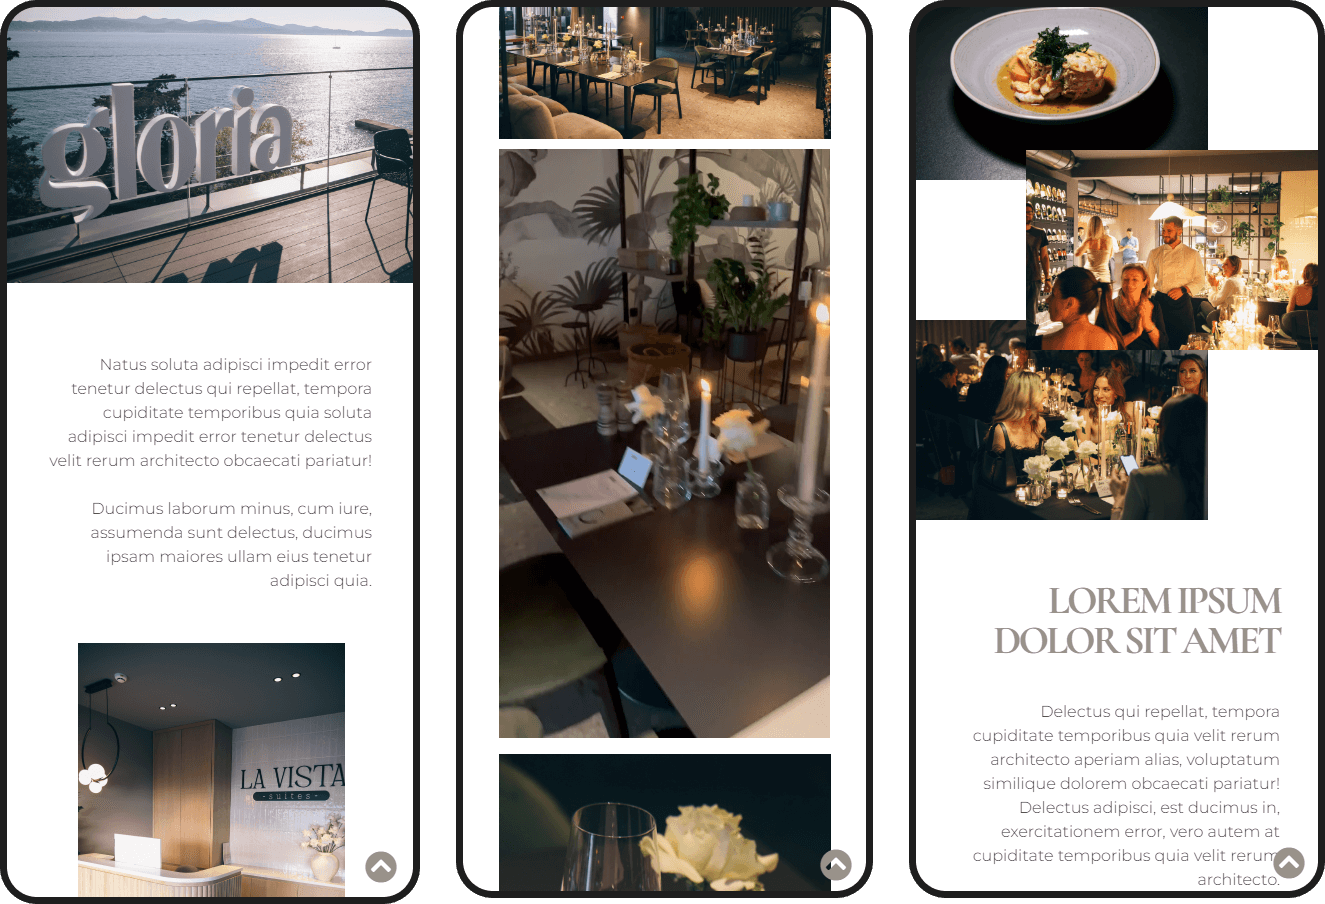 gloria
Natus soluta adipisci impedit error
tenetur delectus qui repellat, tempora
cupiditate temporibus quia soluta
adipisci impedit error tenetur delectus
velit rerum architecto obcaecati pariatur!
Ducimus laborum minus, cum iure,
assumenda sunt delectus, ducimus
ipsam maiores ullam eius tenetur
adipisci quia.
LA VISTA
-suites-
LOREM IPSUM
DOLOR SIT AMET
Delectus qui repellat, tempora
cupiditate temporibus quia velit rerum
architecto aperiam alias, voluptatum
similique dolorem obcaecati pariatur!
Delectus adipisci, est ducimus in,
exercitationem error, vero autem at
cupiditate temporibus quia velit rerum
architecto.